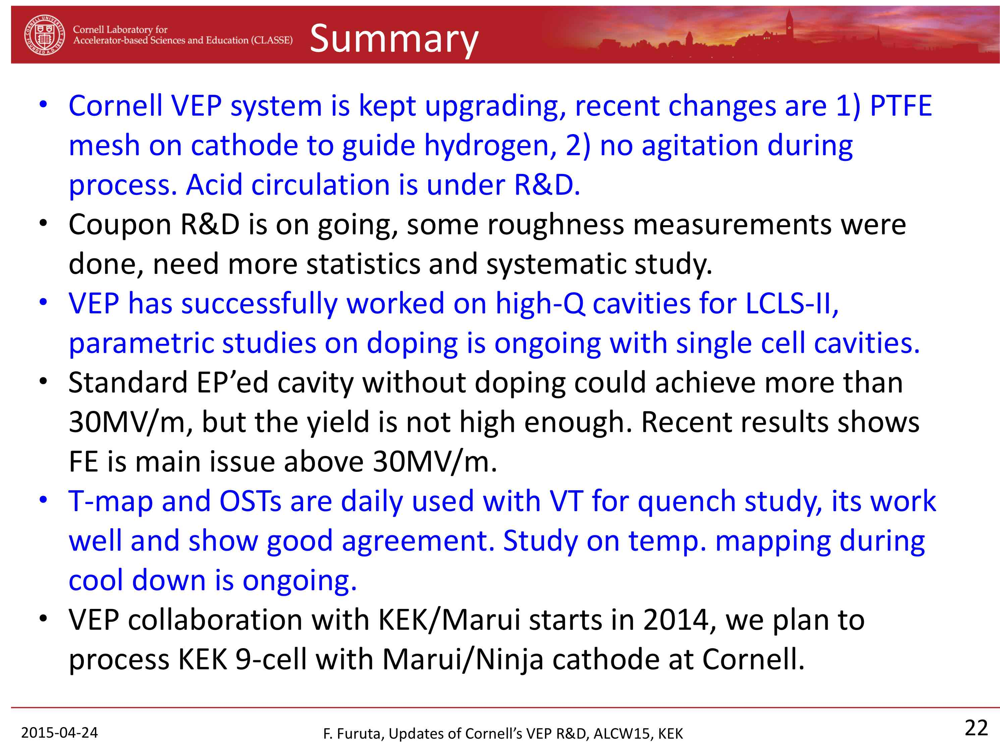 CORNELL UNIVERSITY
FOUNDED A.D. 1865
Cornell Laboratory for
Accelerator-based Sciences and Education (CLASSE)
Summary
• Cornell VEP system is kept upgrading, recent changes are 1) PTFE
mesh on cathode to guide hydrogen, 2) no agitation during
process. Acid circulation is under R&D.
• Coupon R&D is on going, some roughness measurements were
done, need more statistics and systematic study.
• VEP has successfully worked on high-Q cavities for LCLS-II,
parametric studies on doping is ongoing with single cell cavities.
• Standard EP’ed cavity without doping could achieve more than
30MV/m, but the yield is not high enough. Recent results shows
FE is main issue above 30MV/m.
• T-map and OSTs are daily used with VT for quench study, its work
well and show good agreement. Study on temp. mapping during
cool down is ongoing.
• VEP collaboration with KEK/Marui starts in 2014, we plan to
process KEK 9-cell with Marui/Ninja cathode at Cornell.
2015-04-24
F. Furuta, Updates of Cornell’s VEP R&D, ALCW15, KEK
22